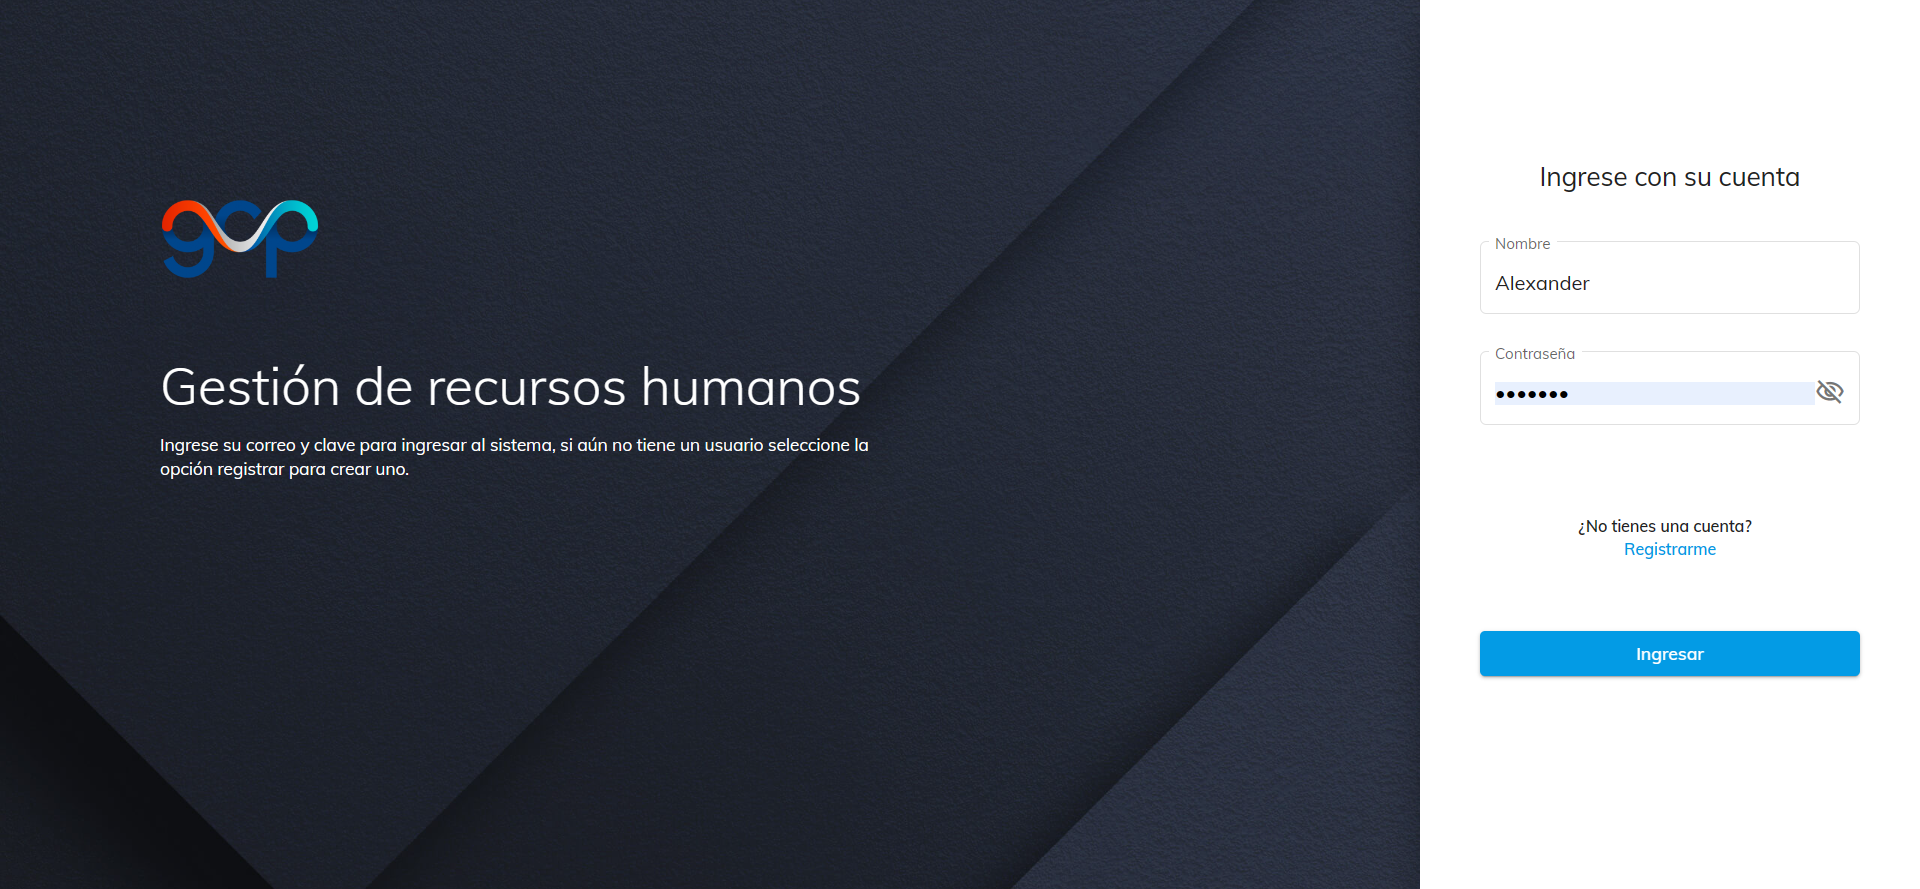 gcp
Gestión de recursos humanos
Ingrese su correo y clave para ingresar al sistema, si aún no tiene un usuario seleccione la
opción registrar para crear uno.
Ingrese con su cuenta
Nombre
Alexander
Contraseña
•••••••
¿No tienes una cuenta?
Registrarme
Ingresar